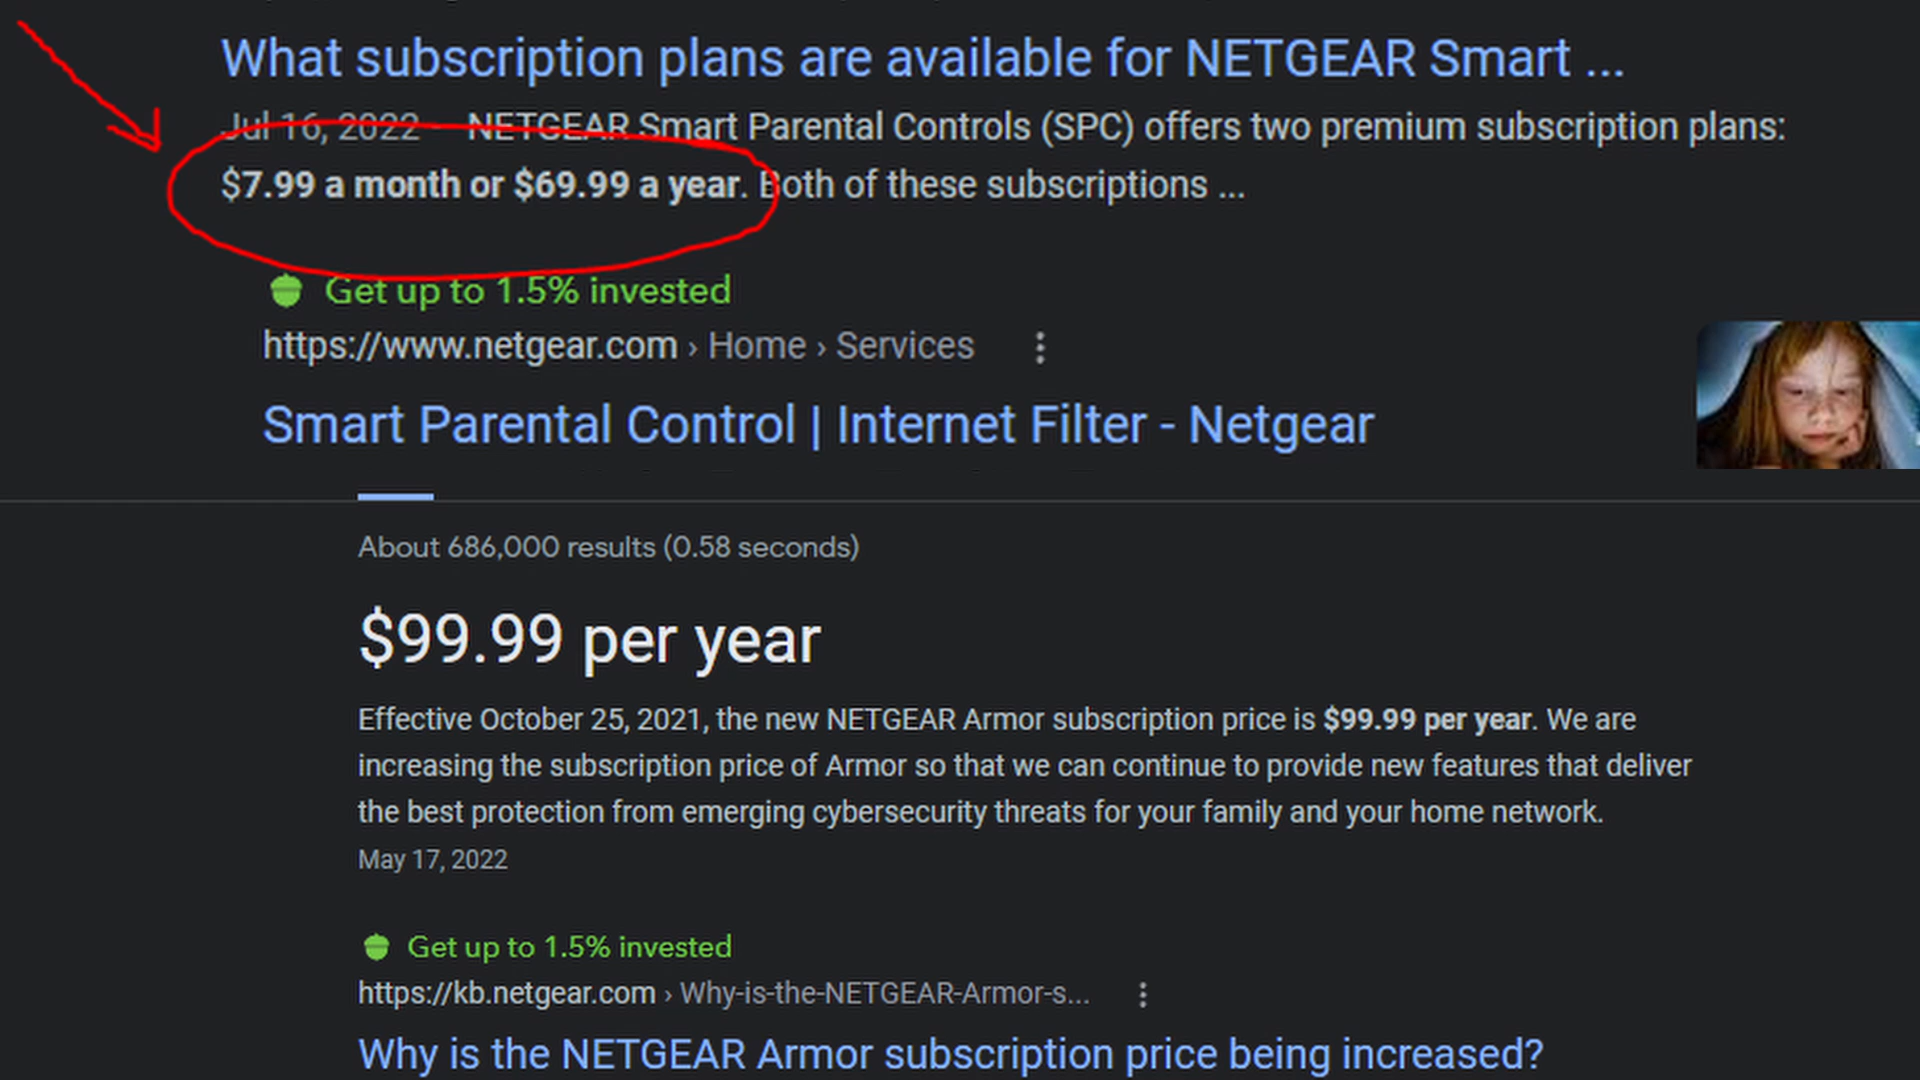 What subscription plans are available for NETGEAR Smart ...
Jul 16, 2022 - NETGEAR Smart Parental Controls (SPC) offers two premium subscription plans:
$7.99 a month or $69.99 a year. Both of these subscriptions ...
Get up to 1.5% invested
https://www.netgear.com › Home › Services
Smart Parental Control | Internet Filter - Netgear
About 686,000 results (0.58 seconds)
$99.99 per year
Effective October 25, 2021, the new NETGEAR Armor subscription price is $99.99 per year. We are
increasing the subscription price of Armor so that we can continue to provide new features that deliver
the best protection from emerging cybersecurity threats for your family and your home network.
May 17, 2022
Get up to 1.5% invested
https://kb.netgear.com › Why-is-the-NETGEAR-Armor-s...
Why is the NETGEAR Armor subscription price being increased?